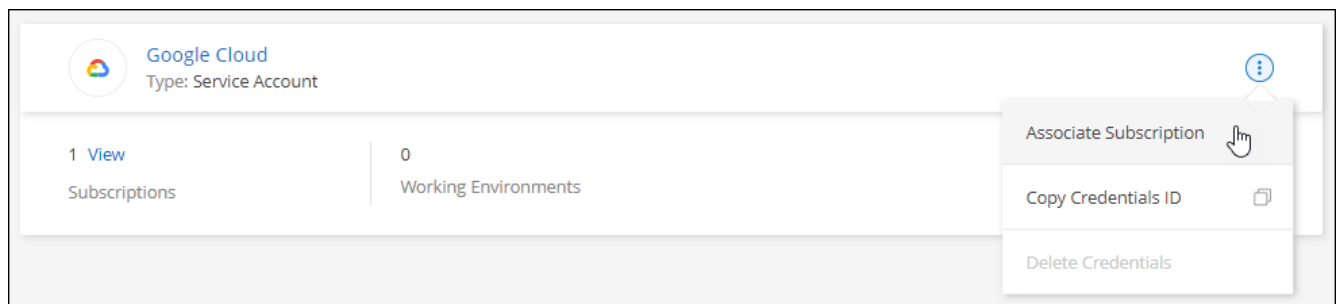 Google Cloud
Type: Service Account
1 View
Subscriptions
0
Working Environments
Associate Subscription
Copy Credentials ID
Delete Credentials